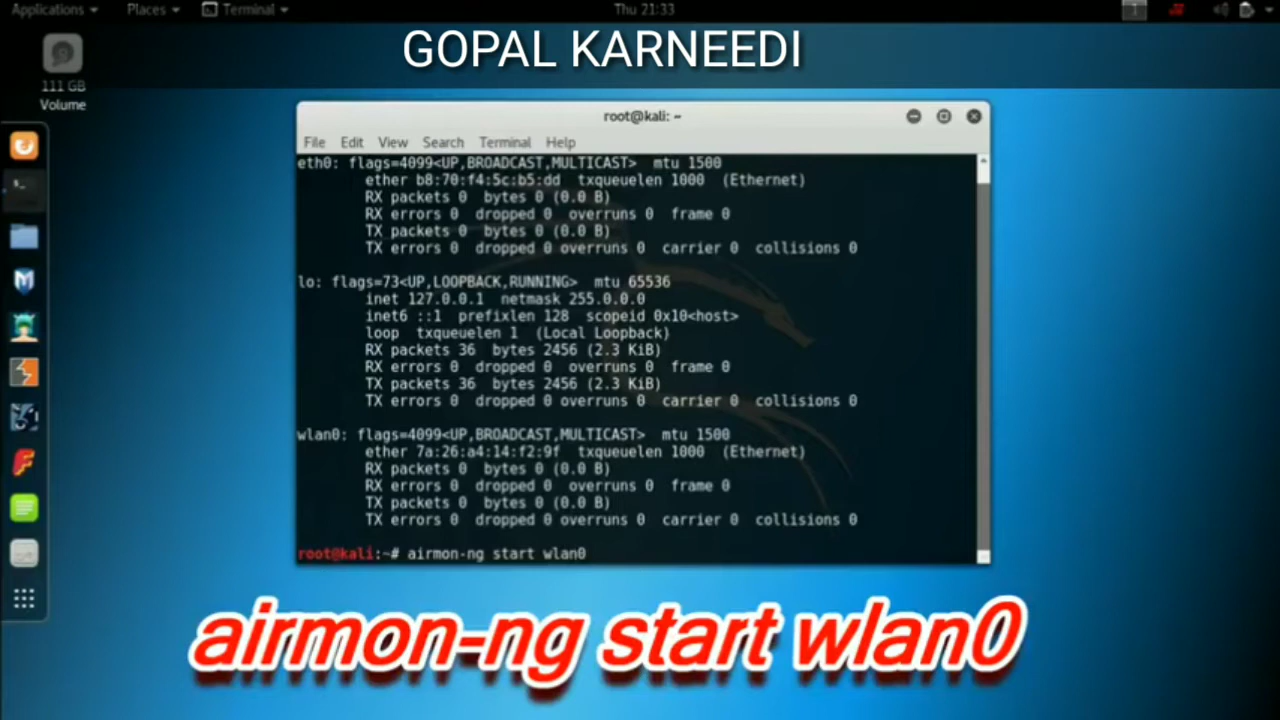 Applications Places Terminal Thu 21:33 1
GOPAL KARNEEDI
111 GB
Volume
root@kali: ~
File Edit View Search Terminal Help
eth0: flags=4099<UP,BROADCAST,MULTICAST> mtu 1500
ether b8:70:f4:5c:b5:dd txqueuelen 1000 (Ethernet)
RX packets 0 bytes 0 (0.0 B)
RX errors 0 dropped 0 overruns 0 frame 0
TX packets 0 bytes 0 (0.0 B)
TX errors 0 dropped 0 overruns 0 carrier 0 collisions 0
lo: flags=73<UP,LOOPBACK,RUNNING> mtu 65536
inet 127.0.0.1 netmask 255.0.0.0
inet6 ::1 prefixlen 128 scopeid 0x10<host>
loop txqueuelen 1 (Local Loopback)
RX packets 36 bytes 2456 (2.3 KiB)
RX errors 0 dropped 0 overruns 0 frame 0
TX packets 36 bytes 2456 (2.3 KiB)
TX errors 0 dropped 0 overruns 0 carrier 0 collisions 0
wlan0: flags=4099<UP,BROADCAST,MULTICAST> mtu 1500
ether 7a:26:a4:14:f2:9f txqueuelen 1000 (Ethernet)
RX packets 0 bytes 0 (0.0 B)
RX errors 0 dropped 0 overruns 0 frame 0
TX packets 0 bytes 0 (0.0 B)
TX errors 0 dropped 0 overruns 0 carrier 0 collisions 0
root@kali:~# airmon-ng start wlan0
airmon-ng start wlan0